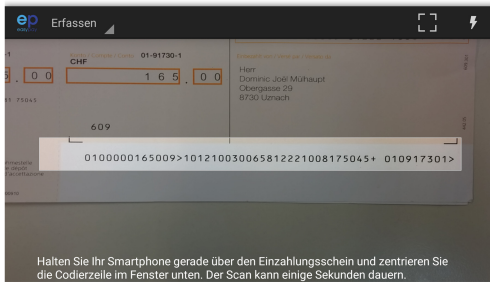 ep
easypay
Erfassen
01-91730-1
CHF
1 6 5 . 0 0
. 0 0
Herr
Dominic Joël Mülhaupt
Obergasse 29
8730 Uznach
609
0100000165009>101210030065812221008175045+ 010917301>
Halten Sie Ihr Smartphone gerade über den Einzahlungsschein und zentrieren Sie
die Codierzeile im Fenster unten. Der Scan kann einige Sekunden dauern.